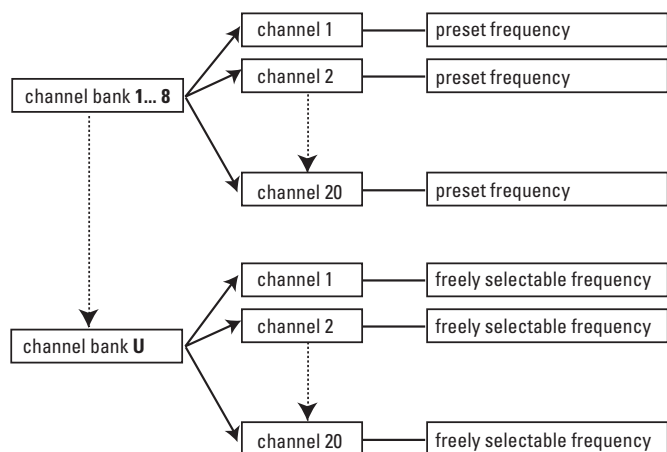 channel 1 preset frequency
channel 2 preset frequency
channel bank 1... 8
channel 20 preset frequency
channel 1 freely selectable frequency
channel 2 freely selectable frequency
channel bank U
channel 20 freely selectable frequency